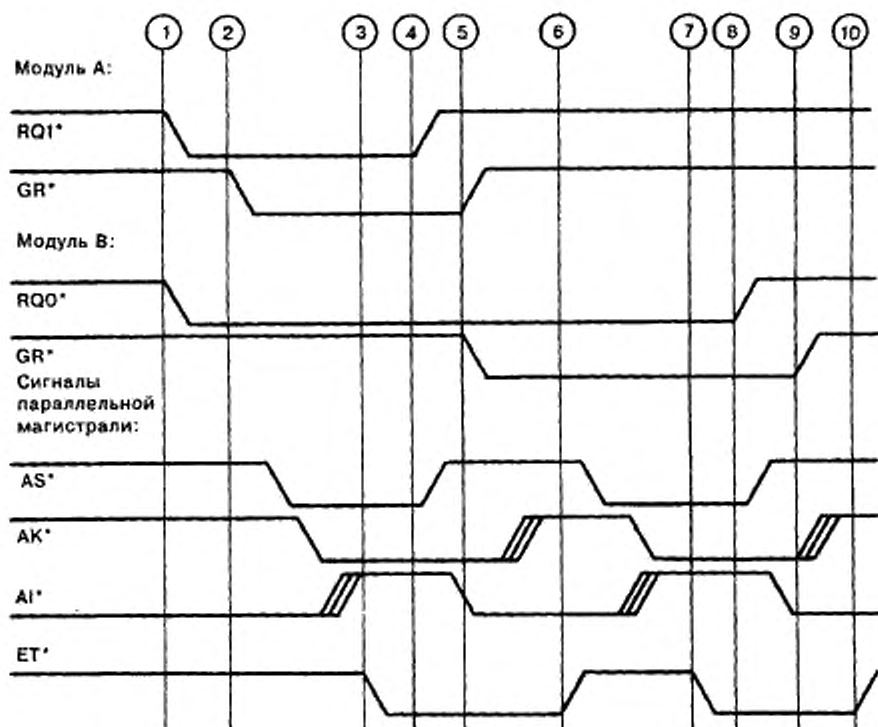 1 2 3 4 5 6 7 8 9 10
Модуль А:
RQ1*
GR*
Модуль В:
RQ0*
GR*
Сигналы
параллельной
магистрали:
AS*
AK*
AI*
ET*